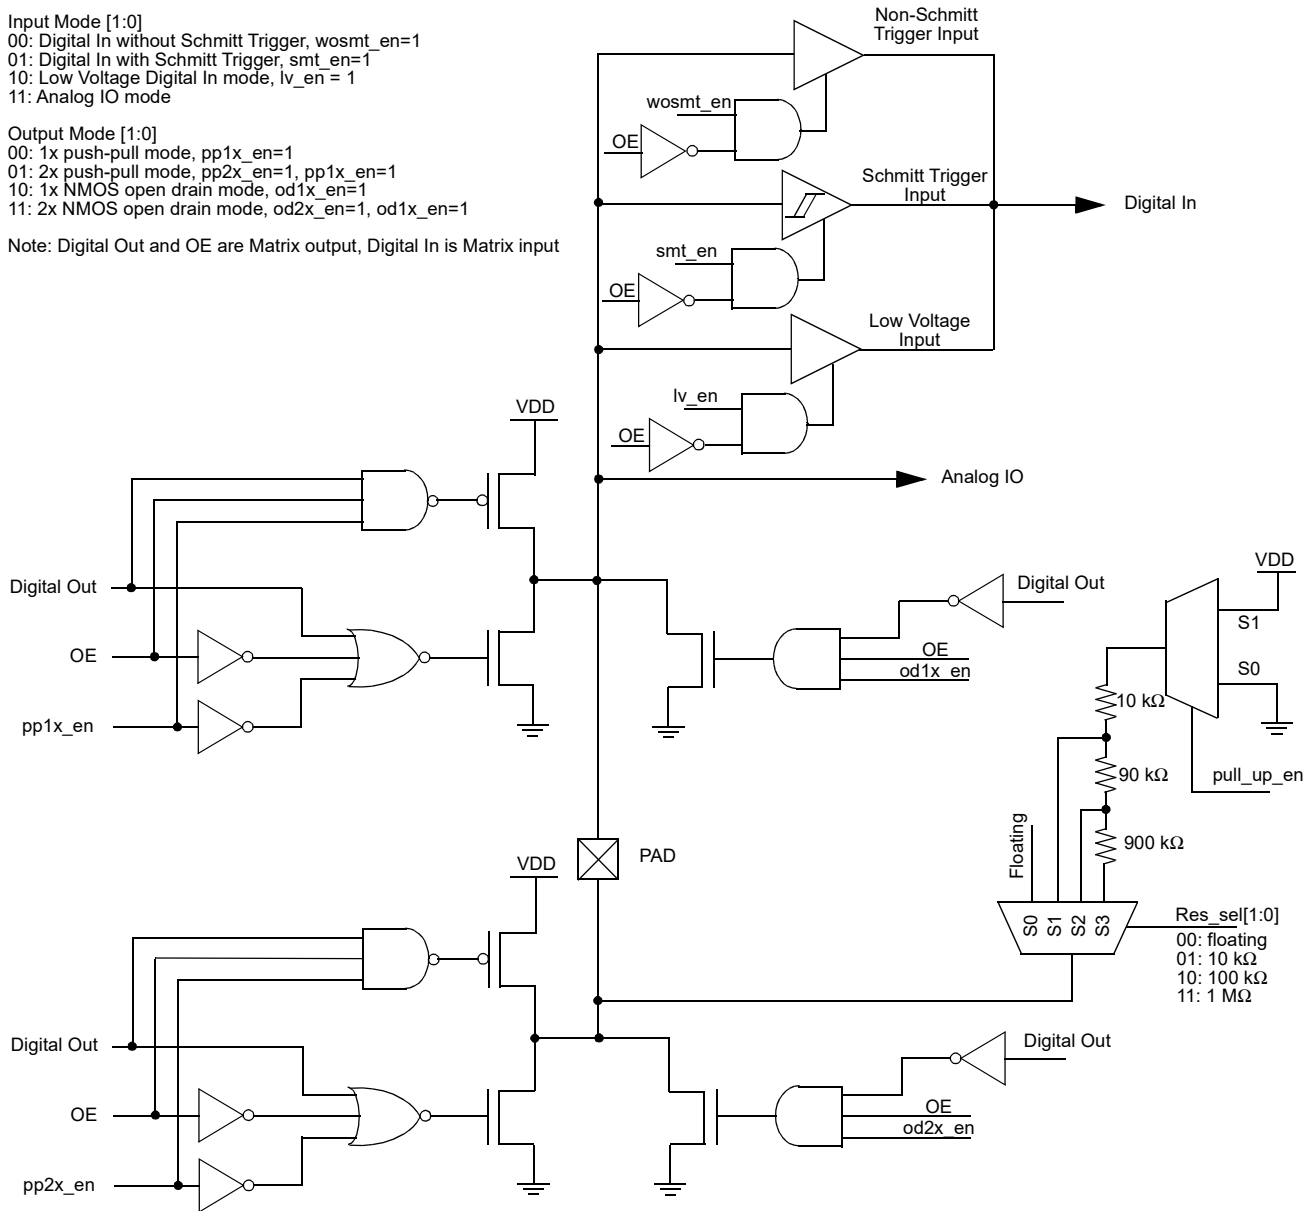 Input Mode [1:0]
00: Digital In without Schmitt Trigger, wosmt_en=1
01: Digital In with Schmitt Trigger, smt_en=1
10: Low Voltage Digital In mode, lv_en = 1
11: Analog IO mode
Output Mode [1:0]
00: 1x push-pull mode, pp1x_en=1
01: 2x push-pull mode, pp2x_en=1, pp1x_en=1
10: 1x NMOS open drain mode, od1x_en=1
11: 2x NMOS open drain mode, od2x_en=1, od1x_en=1
Note: Digital Out and OE are Matrix output, Digital In is Matrix input
Non-Schmitt
Trigger Input
wosmt_en
OE
Schmitt Trigger
Input
Digital In
smt_en
OE
Low Voltage
Input
lv_en
OE
Analog IO
VDD
Digital Out
OE
pp1x_en
Digital Out
OE
od1x_en
VDD
S1
S0
pull_up_en
10 kΩ
90 kΩ
900 kΩ
Floating
S0
S1
S2
S3
Res_sel[1:0]
00: floating
01: 10 kΩ
10: 100 kΩ
11: 1 MΩ
PAD
VDD
Digital Out
OE
pp2x_en
Digital Out
OE
od2x_en